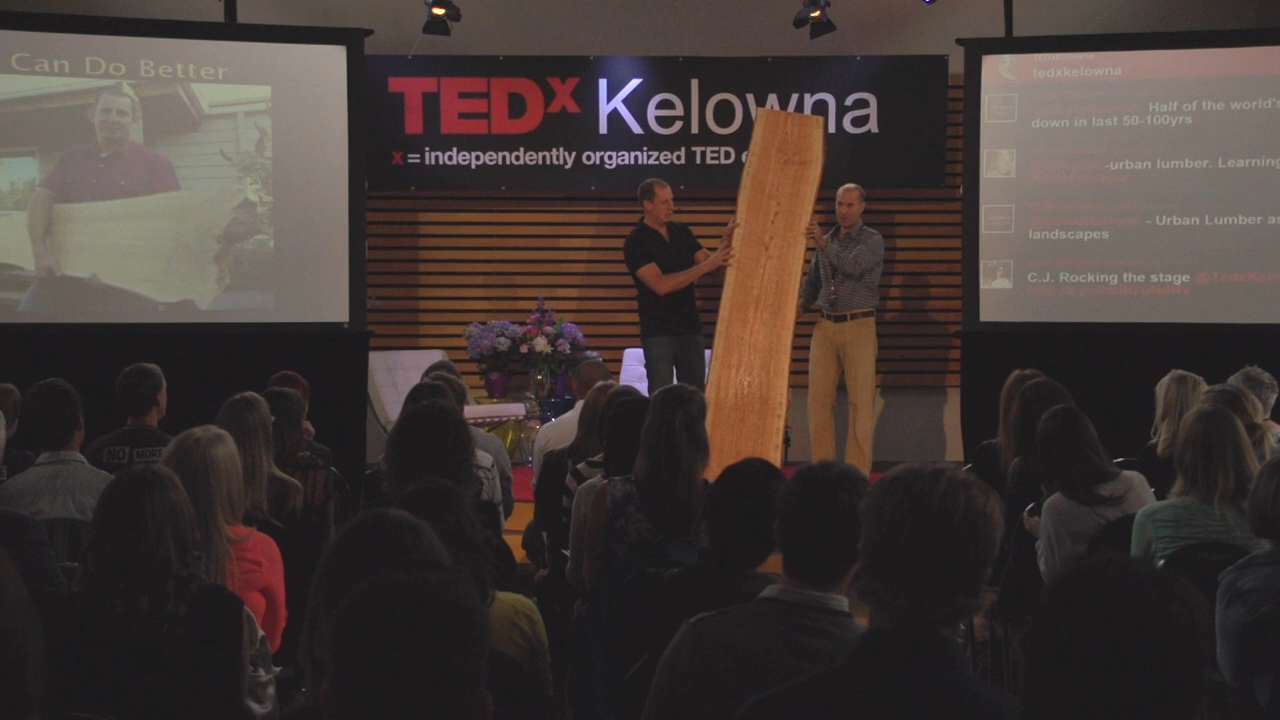 Can Do Better
TEDx Kelowna
x = independently organized TED
tedxkelowna
Half of the world's
down in last 50-100yrs
-urban lumber. Learning
- Urban Lumber as
landscapes
C.J. Rocking the stage
NO MORE